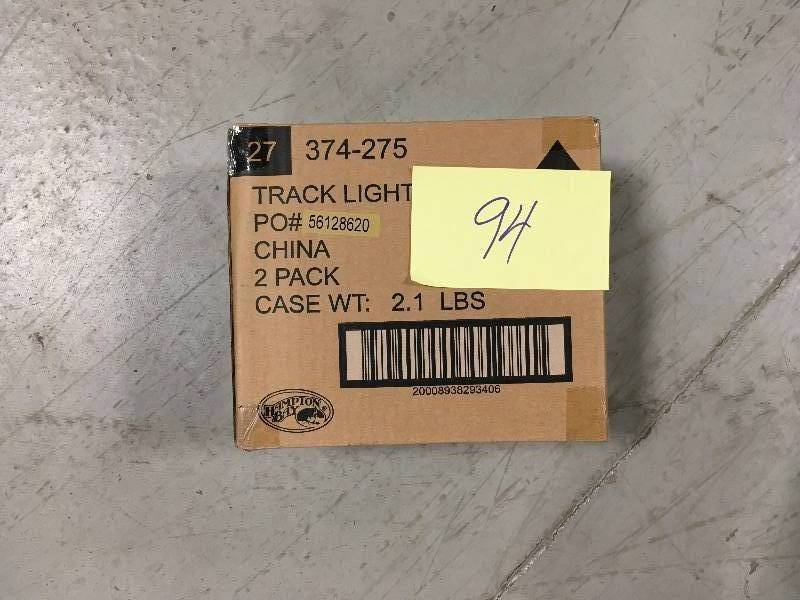 27 374-275
TRACK LIGHT
94
PO# 56128620
CHINA
2 PACK
CASE WT: 2.1 LBS
20008938293406
HAMPTON
BAY